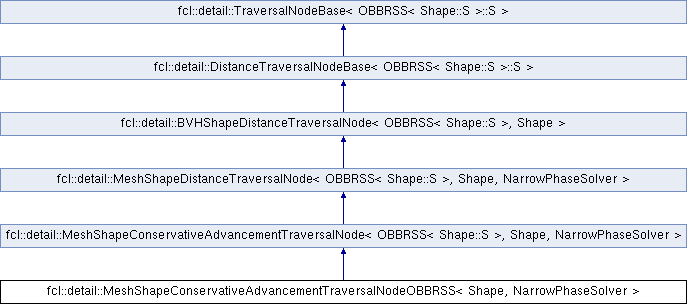 fcl::detail::TraversalNodeBase< OBBRSS< Shape::S >::S >
fcl::detail::DistanceTraversalNodeBase< OBBRSS< Shape::S >::S >
fcl::detail::BVHShapeDistanceTraversalNode< OBBRSS< Shape::S >, Shape >
fcl::detail::MeshShapeDistanceTraversalNode< OBBRSS< Shape::S >, Shape, NarrowPhaseSolver >
fcl::detail::MeshShapeConservativeAdvancementTraversalNode< OBBRSS< Shape::S >, Shape, NarrowPhaseSolver >
fcl::detail::MeshShapeConservativeAdvancementTraversalNodeOBBRSS< Shape, NarrowPhaseSolver >